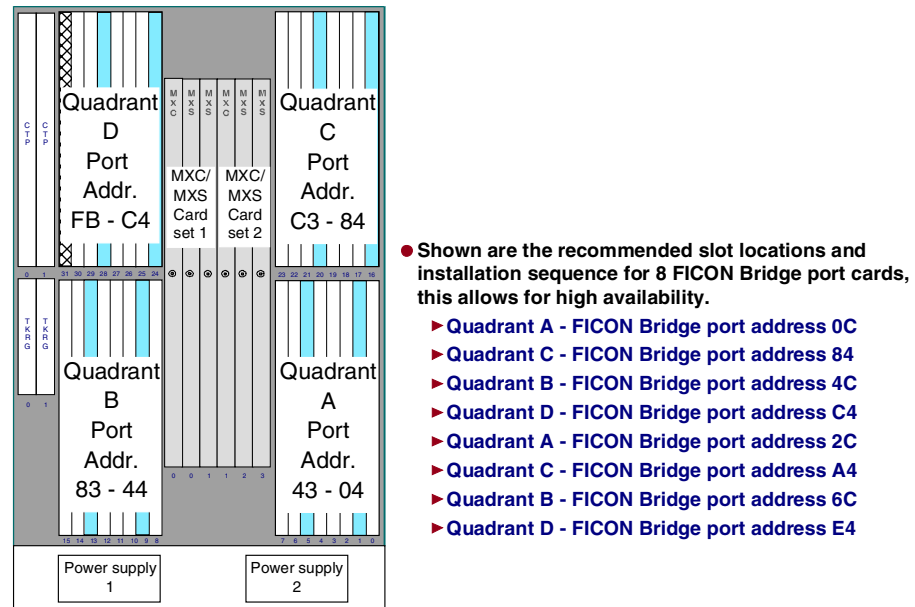 Quadrant
D
Port
Addr.
FB - C4
C
T
P
C
T
P
M
X
C
M
X
S
M
X
S
M
X
C
M
X
S
M
X
S
MXC/
MXS
Card
set 1
MXC/
MXS
Card
set 2
Quadrant
C
Port
Addr.
C3 - 84
0 1
31 30 29 28 27 26 25 24
23 22 21 20 19 18 17 16
T
K
R
G
T
K
R
G
0 1
Quadrant
B
Port
Addr.
83 - 44
0 0 1 1 2 3
Quadrant
A
Port
Addr.
43 - 04
15 14 13 12 11 10 9 8
7 6 5 4 3 2 1 0
Power supply
1
Power supply
2
Shown are the recommended slot locations and
installation sequence for 8 FICON Bridge port cards,
this allows for high availability.
Quadrant A - FICON Bridge port address 0C
Quadrant C - FICON Bridge port address 84
Quadrant B - FICON Bridge port address 4C
Quadrant D - FICON Bridge port address C4
Quadrant A - FICON Bridge port address 2C
Quadrant C - FICON Bridge port address A4
Quadrant B - FICON Bridge port address 6C
Quadrant D - FICON Bridge port address E4